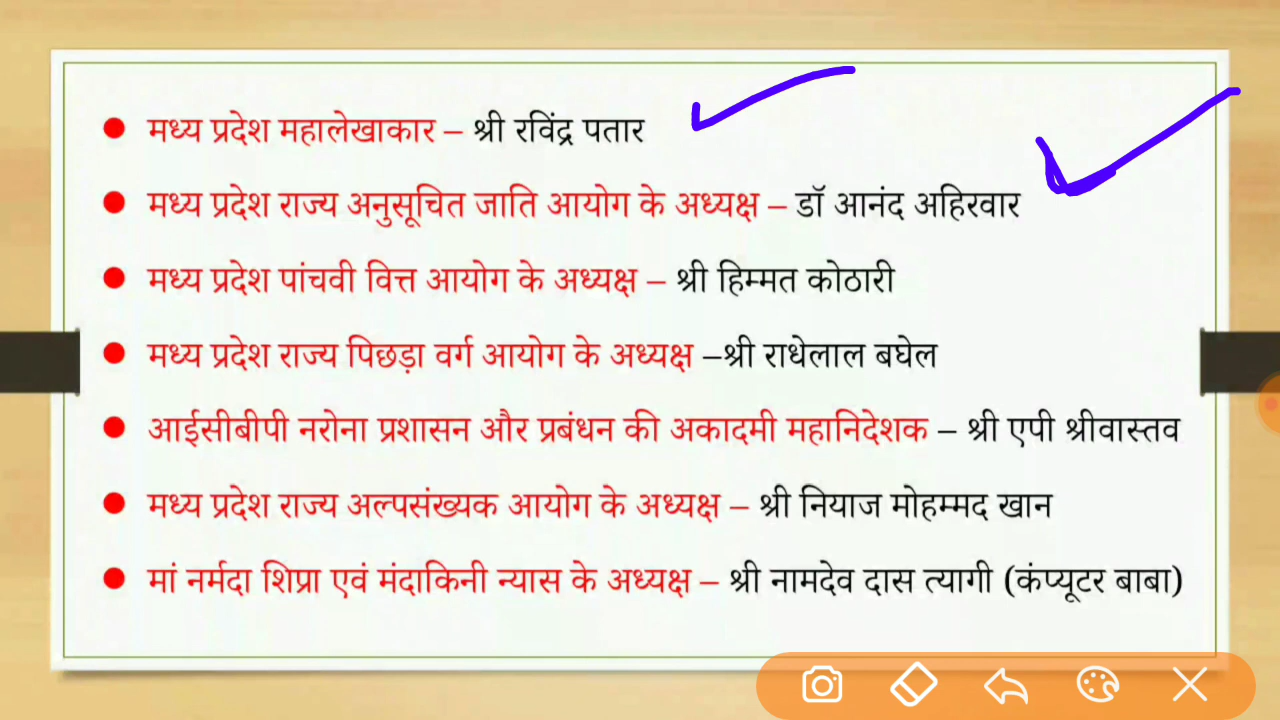 मध्य प्रदेश महालेखाकार – श्री रविंद्र पतार
मध्य प्रदेश राज्य अनुसूचित जाति आयोग के अध्यक्ष – डॉ आनंद अहिरवार
मध्य प्रदेश पांचवी वित्त आयोग के अध्यक्ष – श्री हिम्मत कोठारी
मध्य प्रदेश राज्य पिछड़ा वर्ग आयोग के अध्यक्ष –श्री राधेलाल बघेल
आईसीबीपी नरोना प्रशासन और प्रबंधन की अकादमी महानिदेशक – श्री एपी श्रीवास्तव
मध्य प्रदेश राज्य अल्पसंख्यक आयोग के अध्यक्ष – श्री नियाज मोहम्मद खान
मां नर्मदा शिप्रा एवं मंदाकिनी न्यास के अध्यक्ष – श्री नामदेव दास त्यागी (कंप्यूटर बाबा)